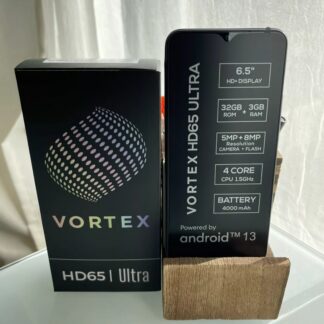 VORTEX
HD65 | Ultra
VORTEX HD65 ULTRA
6.5"
HD+DISPLAY
32GB + 3GB
ROM RAM
5MP+8MP
Resolution
CAMERA + FLASH
4 CORE
CPU 1.5GHz
BATTERY
4000 mAh
Powered by
android™ 13